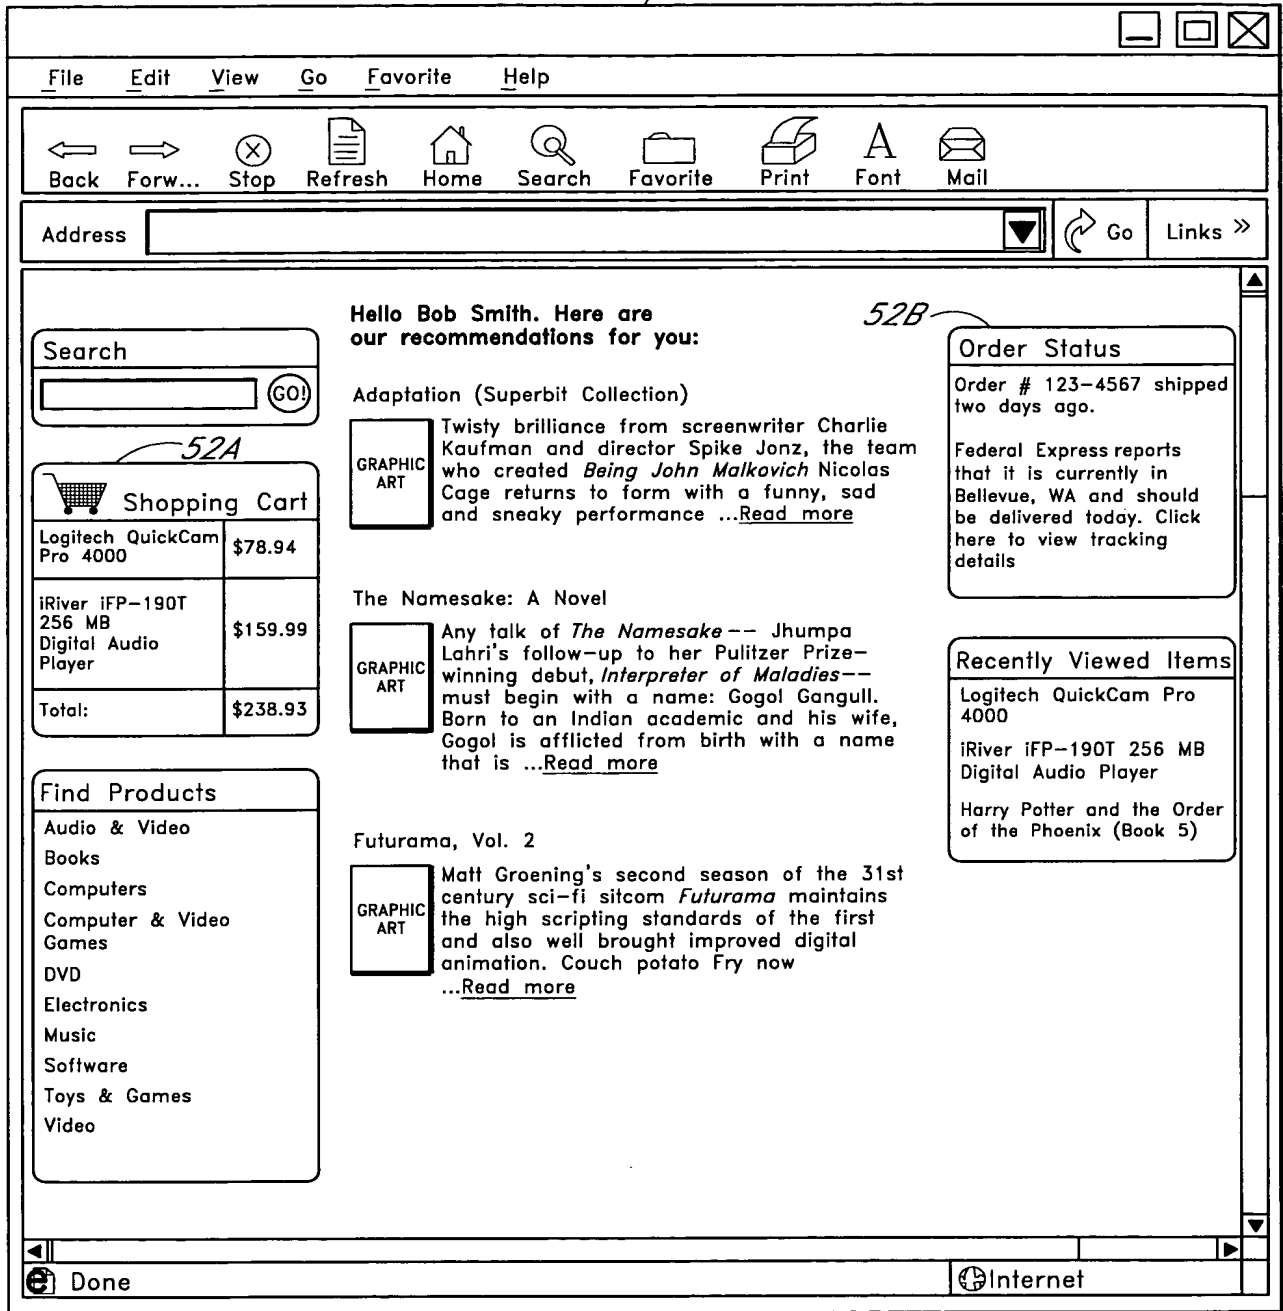 File Edit View Go Favorite Help
Back Forw... Stop Refresh Home Search Favorite Print Font Mail
Address Go Links »
Search
GO!
52A
Shopping Cart
Logitech QuickCam
Pro 4000
$78.94
iRiver iFP-190T
256 MB
Digital Audio
Player
$159.99
Total:
$238.93
Find Products
Audio & Video
Books
Computers
Computer & Video
Games
DVD
Electronics
Music
Software
Toys & Games
Video
Hello Bob Smith. Here are
our recommendations for you:
Adaptation (Superbit Collection)
GRAPHIC
ART
Twisty brilliance from screenwriter Charlie
Kaufman and director Spike Jonz, the team
who created Being John Malkovich Nicolas
Cage returns to form with a funny, sad
and sneaky performance ...Read more
The Namesake: A Novel
GRAPHIC
ART
Any talk of The Namesake-- Jhumpa
Lahri's follow-up to her Pulitzer Prize-
winning debut, Interpreter of Maladies--
must begin with a name: Gogol Gangull.
Born to an Indian academic and his wife,
Gogol is afflicted from birth with a name
that is ...Read more
Futurama, Vol. 2
GRAPHIC
ART
Matt Groening's second season of the 31st
century sci-fi sitcom Futurama maintains
the high scripting standards of the first
and also well brought improved digital
animation. Couch potato Fry now
...Read more
52B
Order Status
Order # 123-4567 shipped
two days ago.
Federal Express reports
that it is currently in
Bellevue, WA and should
be delivered today. Click
here to view tracking
details
Recently Viewed Items
Logitech QuickCam Pro
4000
iRiver iFP-190T 256 MB
Digital Audio Player
Harry Potter and the Order
of the Phoenix (Book 5)
e Done
Internet